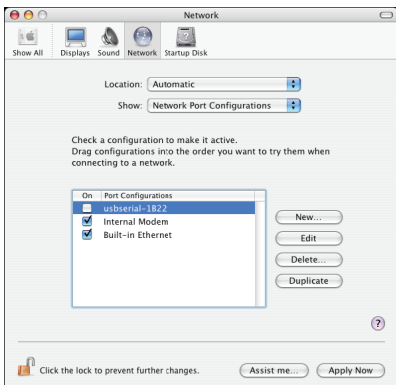 Network
Show All Displays Sound Network Startup Disk
Location: Automatic
Show: Network Port Configurations
Check a configuration to make it active.
Drag configurations into the order you want to try them when
connecting to a network.
On Port Configurations
usbserial-1B22
Internal Modem
Built-in Ethernet
New...
Edit
Delete...
Duplicate
?
Click the lock to prevent further changes.
Assist me... Apply Now